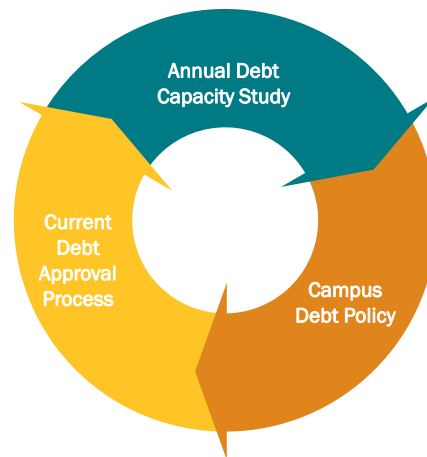 Annual Debt
Capacity Study
Current
Debt
Approval
Process
Campus
Debt Policy